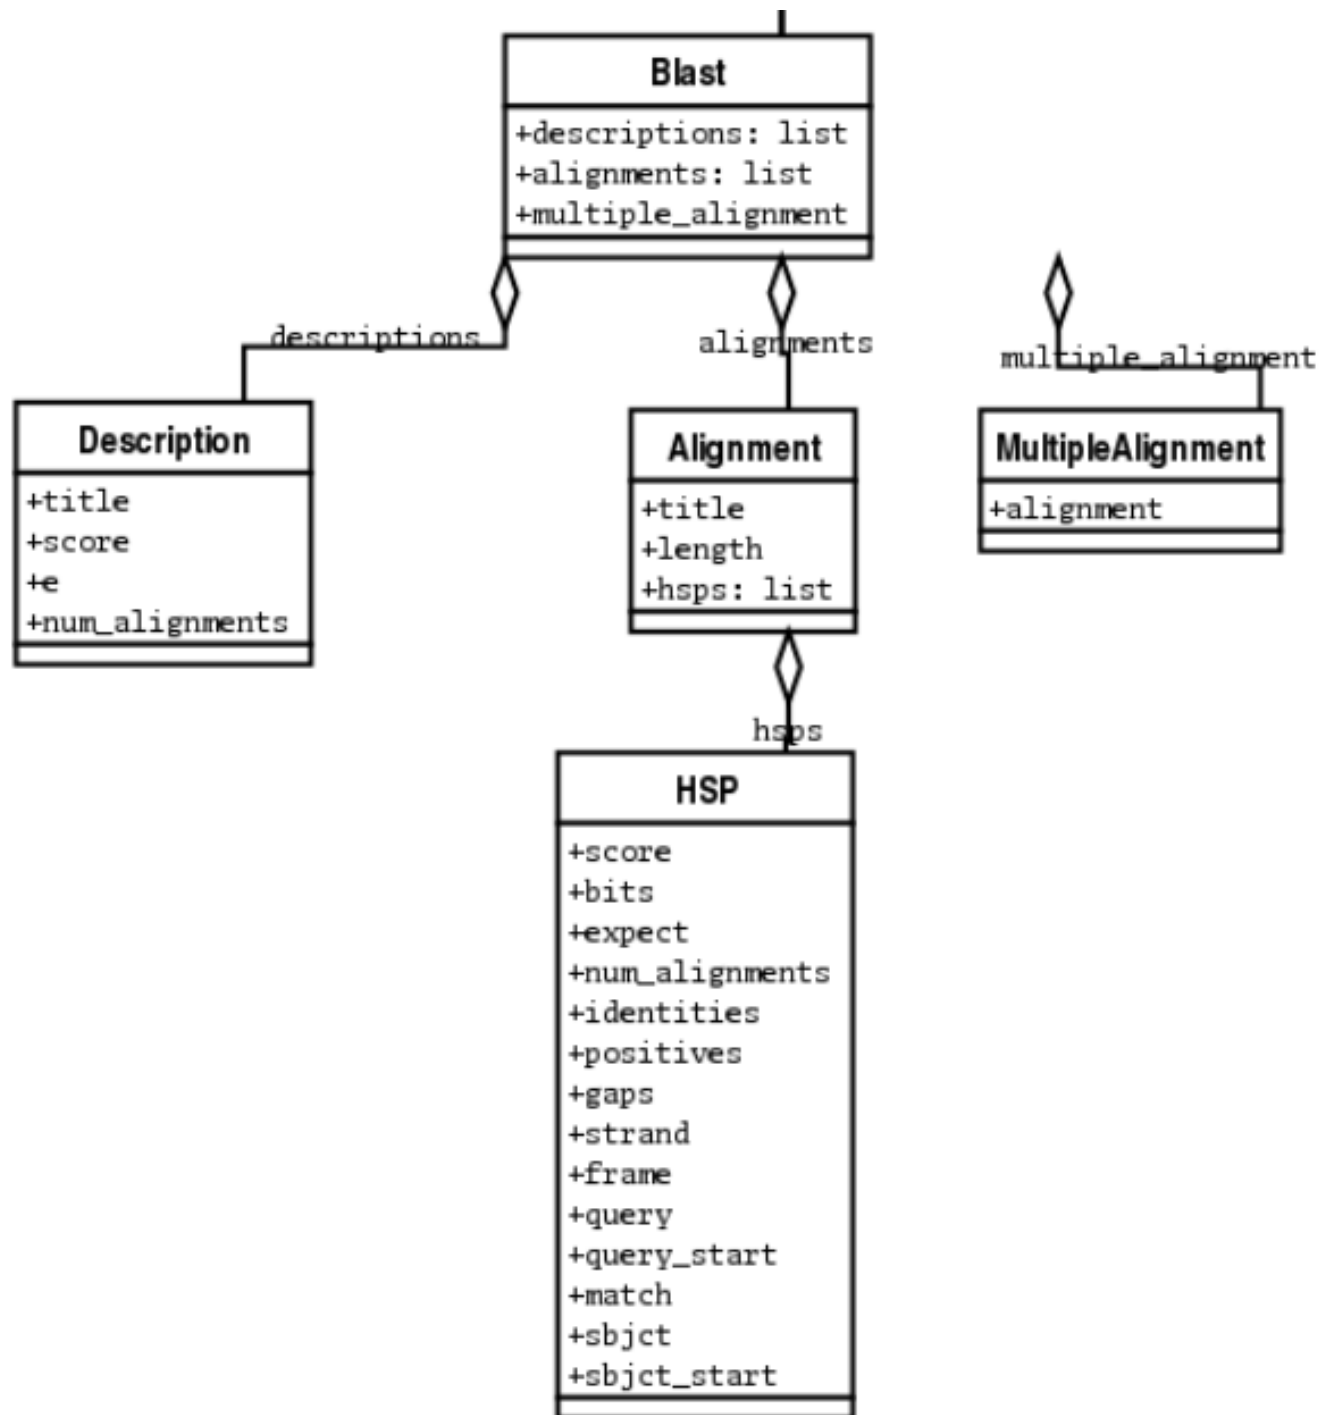 Blast
+descriptions: list
+alignments: list
+multiple_alignment
descriptions
alignments
multiple_alignment
Description
+title
+score
+e
+num_alignments
Alignment
+title
+length
+hsps: list
MultipleAlignment
+alignment
hsps
HSP
+score
+bits
+expect
+num_alignments
+identities
+positives
+gaps
+strand
+frame
+query
+query_start
+match
+sbjct
+sbjct_start